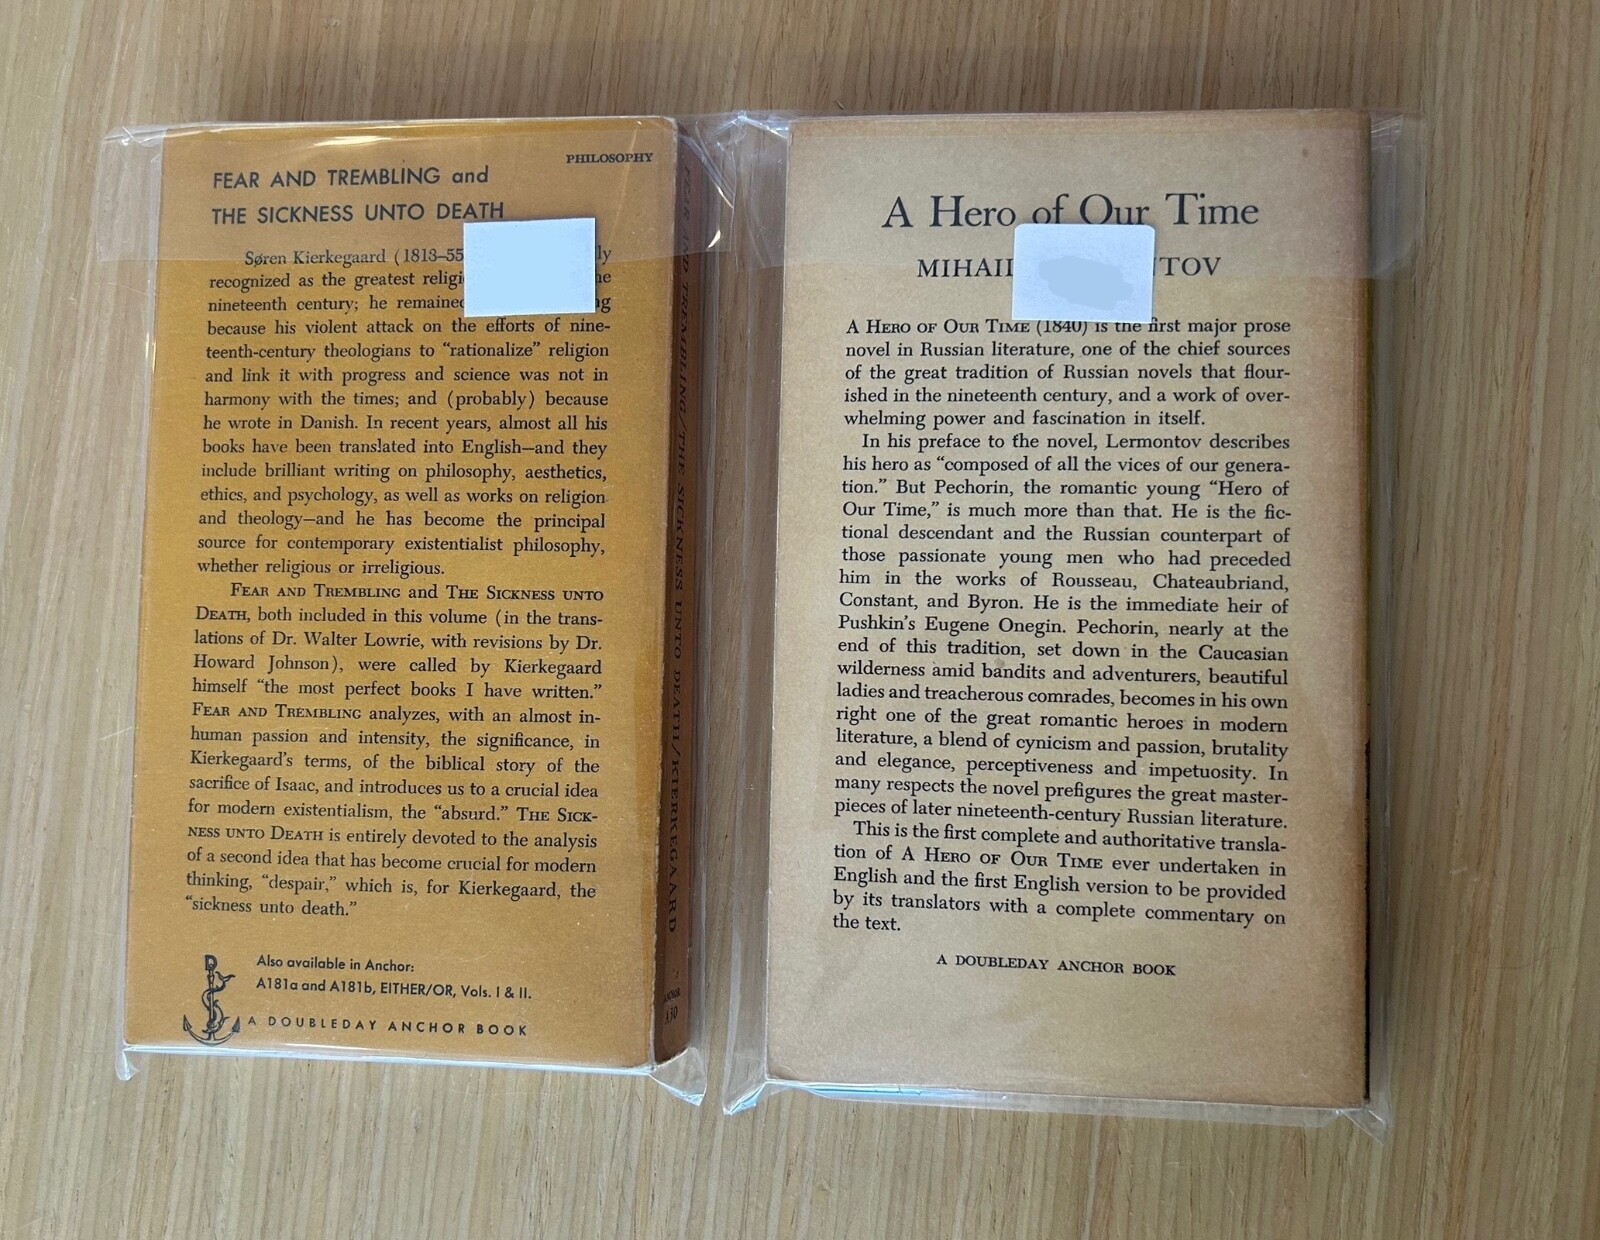 PHILOSOPHY
FEAR AND TREMBLING and
THE SICKNESS UNTO DEATH
Søren Kierkegaard (1813–55
recognized as the greatest
nineteenth century; he
because his violent attack on the efforts of nine-
teenth-century theologians to “rationalize” religion
and link it with progress and science was not in
harmony with the times; and (probably) because
he wrote in Danish. In recent years, almost all his
books have been translated into English—and they
include brilliant writing on philosophy, aesthetics,
ethics, and psychology, as well as works on religion
and theology—and he has become the principal
source for contemporary existentialist philosophy,
whether religious or irreligious.
FEAR AND TREMBLING and THE SICKNESS UNTO
DEATH, both included in this volume (in the trans-
lations of Dr. Walter Lowrie, with revisions by Dr.
Howard Johnson), were called by Kierkegaard
himself “the most perfect books I have written.”
FEAR AND TREMBLING analyzes, with an almost in-
human passion and intensity, the significance, in
Kierkegaard's terms, of the biblical story of the
sacrifice of Isaac, and introduces us to a crucial idea
for modern existentialism, the “absurd.” THE SICK-
NESS UNTO DEATH is entirely devoted to the analysis
of a second idea that has become crucial for modern
thinking, “despair,” which is, for Kierkegaard, the
“sickness unto death.”
Also available in Anchor:
A181a and A181b, EITHER/OR, Vols. I & II.
A DOUBLEDAY ANCHOR BOOK
FEAR AND TREMBLING/THE SICKNESS UNTO DEATH/KIERKEGAARD
ANCHOR
A30
A Hero of Our Time
A HERO OF OUR TIME (1840) is the first major prose
novel in Russian literature, one of the chief sources
of the great tradition of Russian novels that flour-
ished in the nineteenth century, and a work of over-
whelming power and fascination in itself.
In his preface to the novel, Lermontov describes
his hero as “composed of all the vices of our genera-
tion.” But Pechorin, the romantic young “Hero of
Our Time,” is much more than that. He is the fic-
tional descendant and the Russian counterpart of
those passionate young men who had preceded
him in the works of Rousseau, Chateaubriand,
Constant, and Byron. He is the immediate heir of
Pushkin's Eugene Onegin. Pechorin, nearly at the
end of this tradition, set down in the Caucasian
wilderness amid bandits and adventurers, beautiful
ladies and treacherous comrades, becomes in his own
right one of the great romantic heroes in modern
literature, a blend of cynicism and passion, brutality
and elegance, perceptiveness and impetuosity. In
many respects the novel prefigures the great master-
pieces of later nineteenth-century Russian literature.
This is the first complete and authoritative transla-
tion of A HERO OF OUR TIME ever undertaken in
English and the first English version to be provided
by its translators with a complete commentary on
the text.
A DOUBLEDAY ANCHOR BOOK